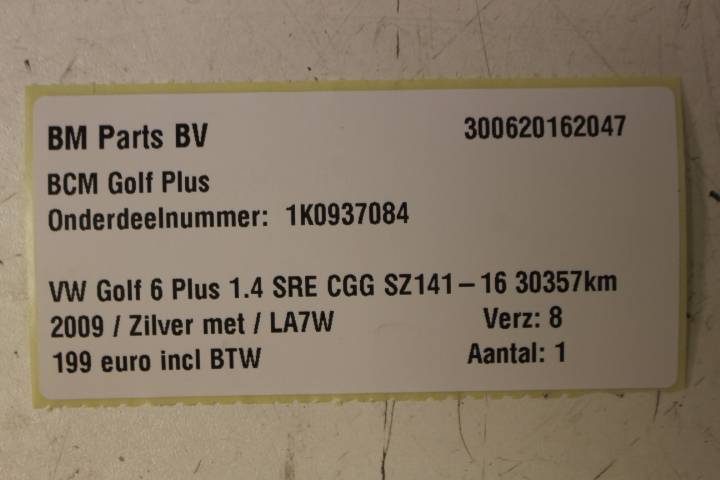 BM Parts BV 300620162047
BCM Golf Plus
Onderdeelnummer: 1K0937084
VW Golf 6 Plus 1.4 SRE CGG SZ141-16 30357km
2009 / Zilver met / LA7W Verz: 8
199 euro incl BTW Aantal: 1